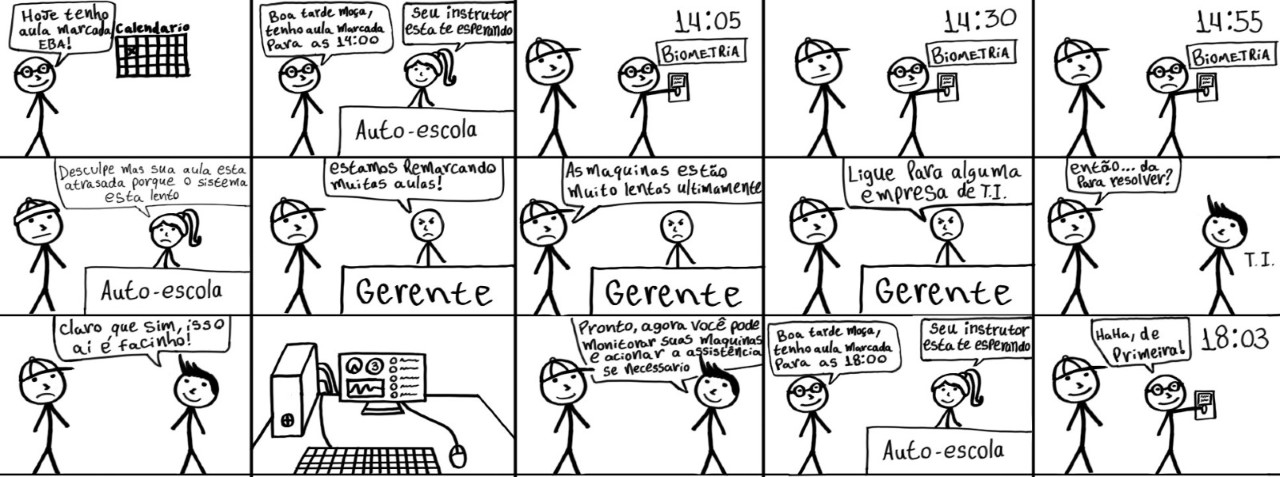 Hoje tenho
aula marcada
EBA!
Calendario
Boa tarde Moça,
tenho aula Marcada
Para as 14:00
Seu instrutor
esta te esperando
Auto-escola
14:05
BIOMETRIA
14:30
BIOMETRIA
14:55
BIOMETRIA
Desculpe mas sua aula esta
atrasada porque o sistema
esta lento
Auto-escola
estamos Remarcando
muitas aulas!
Gerente
As maquinas estão
Muito lentas ultimamente
Gerente
Ligue Para alguma
empresa de T.I.
Gerente
então... da
Para resolver?
T.I.
Claro que sim, isso
ai é facinho!
3
Pronto, agora você pode
Monitorar suas Maquinas
e acionar a assistência
se necessario
Boa tarde Moça,
tenho aula Marcada
Para as 18:00
Seu instrutor
esta te esperando
Auto-escola
HaHa, de
Primeira!
18:03